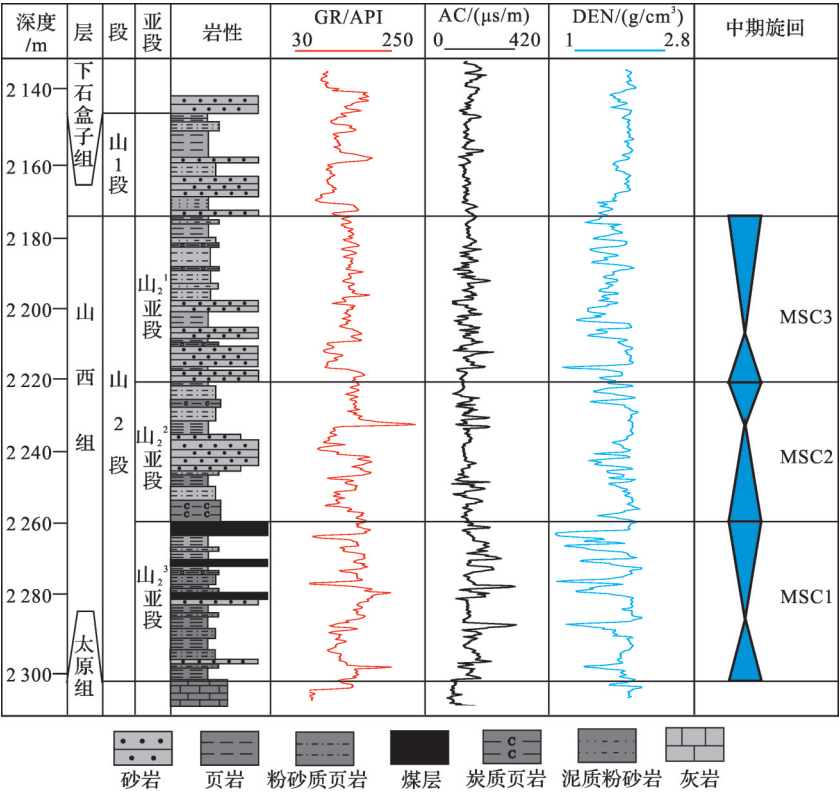 深度/m
层
段
亚段
岩性
GR/API
30 250
AC/(μs/m)
0 420
DEN/(g/cm³)
1 2.8
中期旋回
2 140
2 160
2 180
2 200
2 220
2 240
2 260
2 280
2 300
下石盒子组
山西组
太原组
山1段
山2段
山₂¹亚段
山₂²亚段
山₂³亚段
MSC3
MSC2
MSC1
C C
C C
C
C
砂岩
页岩
粉砂质页岩
煤层
炭质页岩
泥质粉砂岩
灰岩